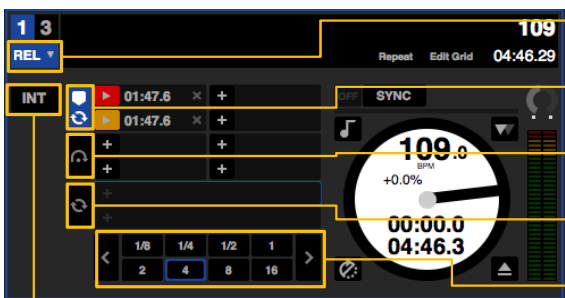 1 3 109
REL ▼ Repeat Edit Grid 04:46.29
INT 01:47.6 × + OFF SYNC
01:47.6 × +
+ +
+ +
109.0
BPM
+0.0%
+
+
00:00.0
04:46.3
< 1/8 1/4 1/2 1 >
2 4 8 16